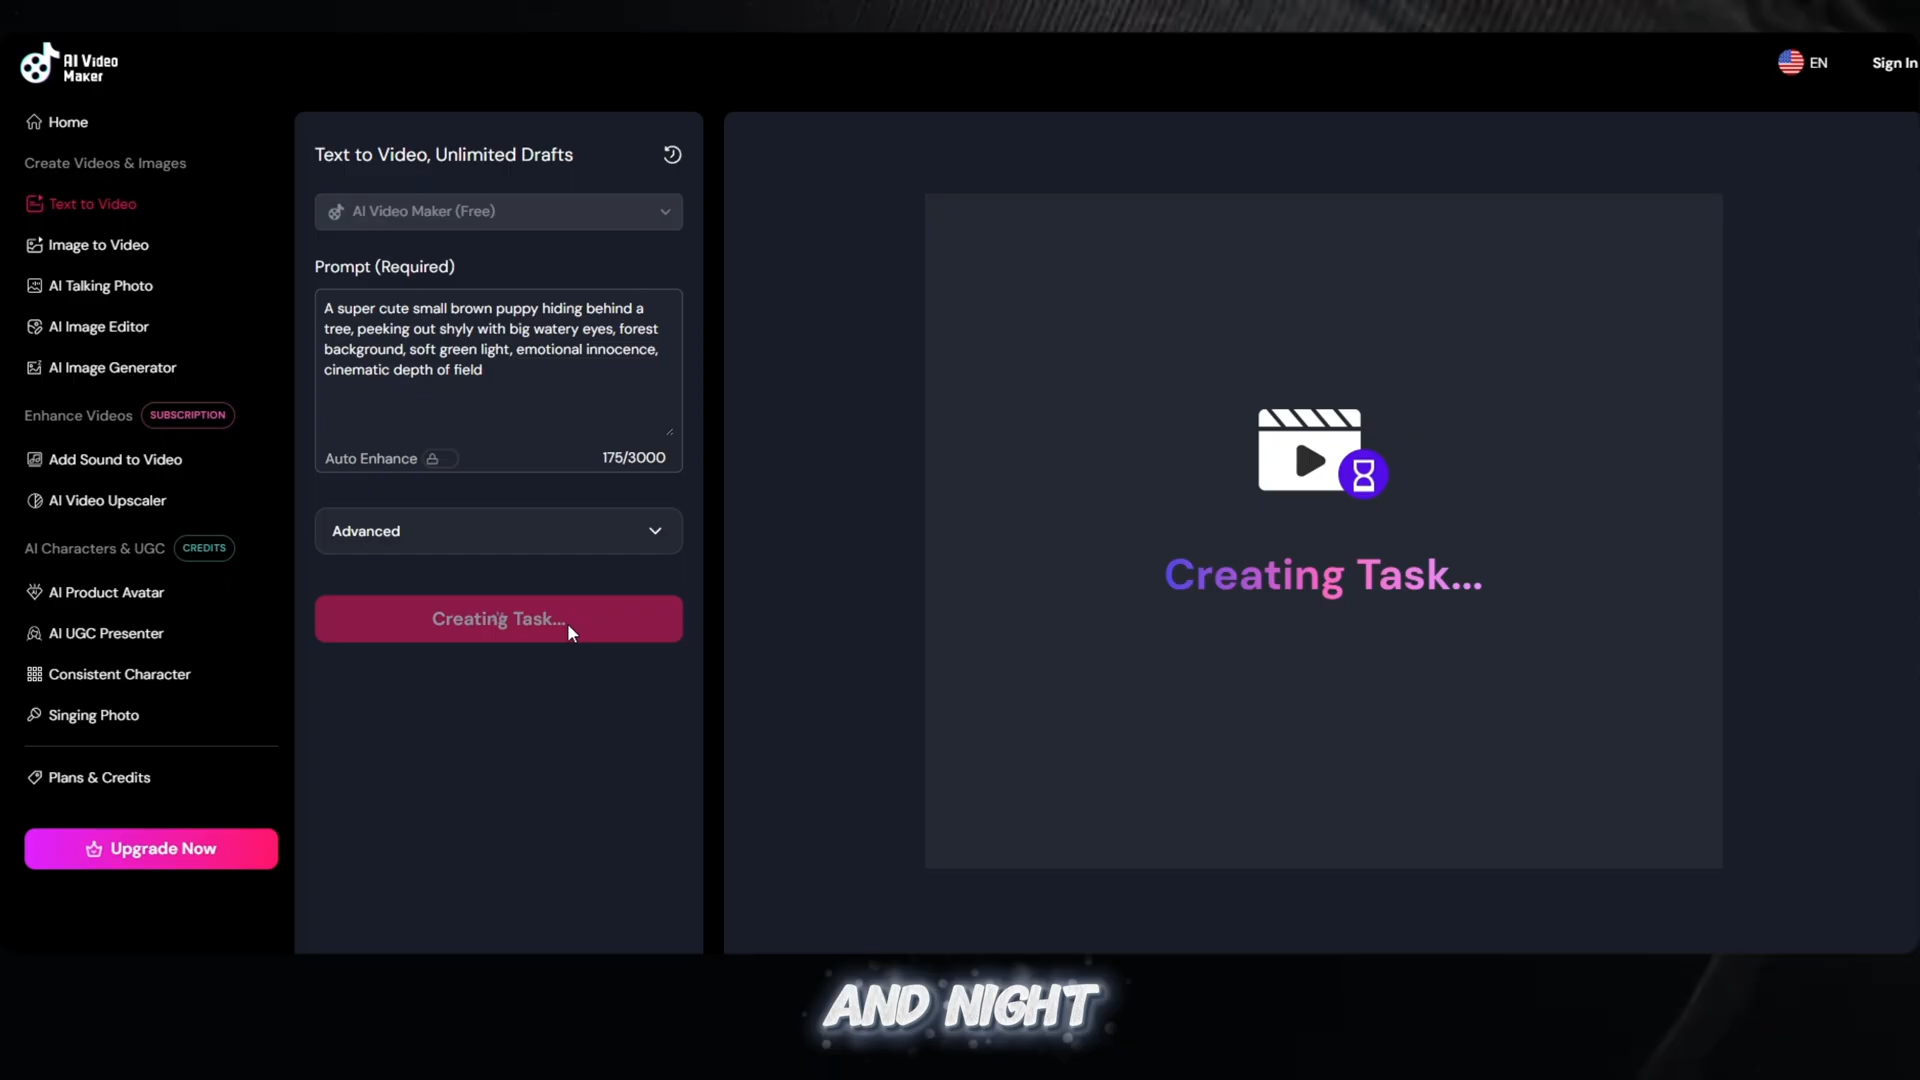 AI Video
Maker
EN
Sign In
Home
Create Videos & Images
Text to Video
Image to Video
AI Talking Photo
AI Image Editor
AI Image Generator
Enhance Videos
SUBSCRIPTION
Add Sound to Video
AI Video Upscaler
AI Characters & UGC
CREDITS
AI Product Avatar
AI UGC Presenter
Consistent Character
Singing Photo
Plans & Credits
Upgrade Now
Text to Video, Unlimited Drafts
AI Video Maker (Free)
Prompt (Required)
A super cute small brown puppy hiding behind a
tree, peeking out shyly with big watery eyes, forest
background, soft green light, emotional innocence,
cinematic depth of field
Auto Enhance
175/3000
Advanced
Creating Task...
Creating Task...
AND NIGHT